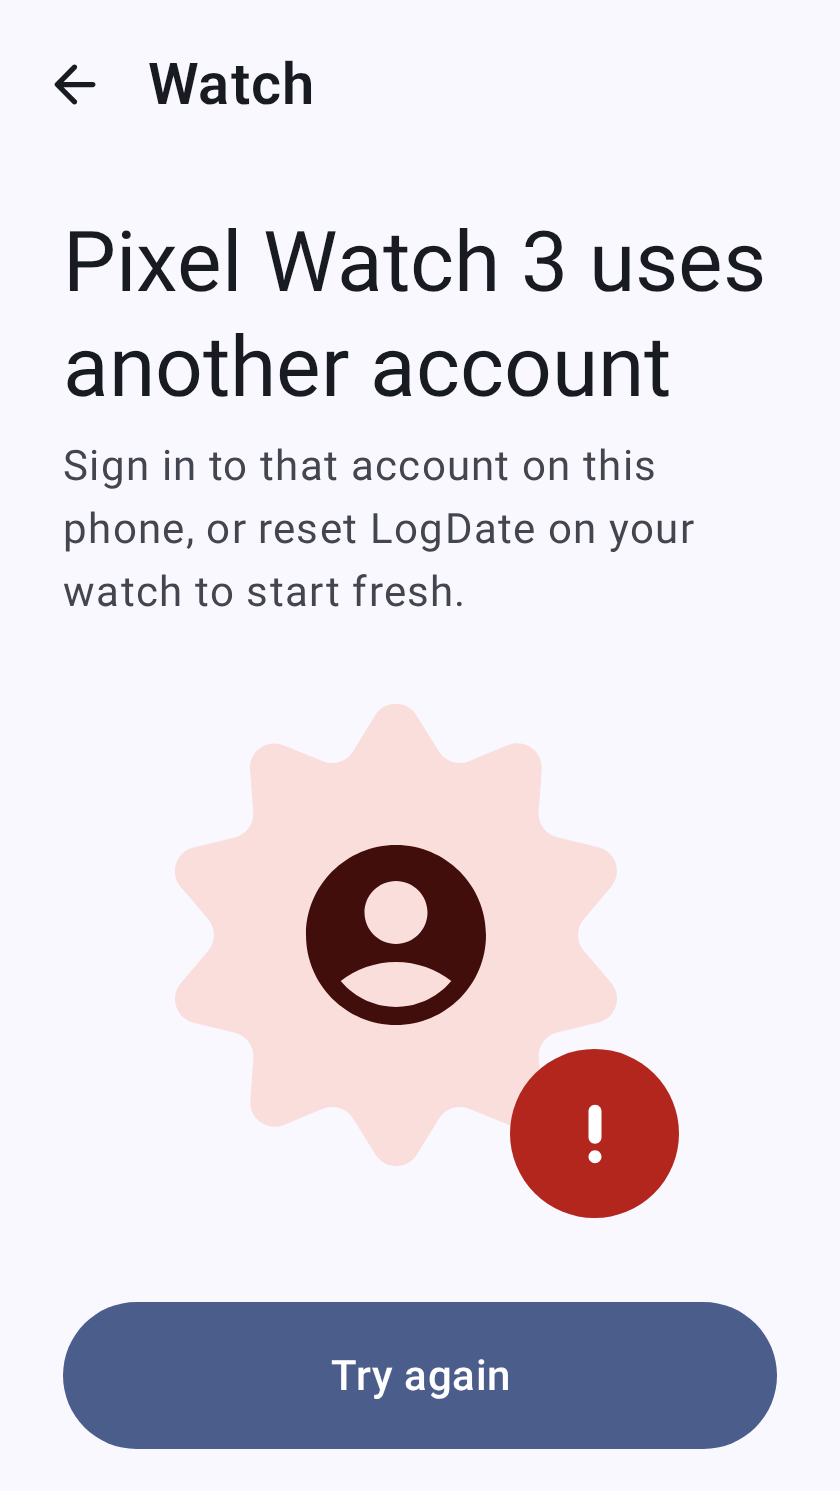 Watch
Pixel Watch 3 uses
another account
Sign in to that account on this
phone, or reset LogDate on your
watch to start fresh.
Try again